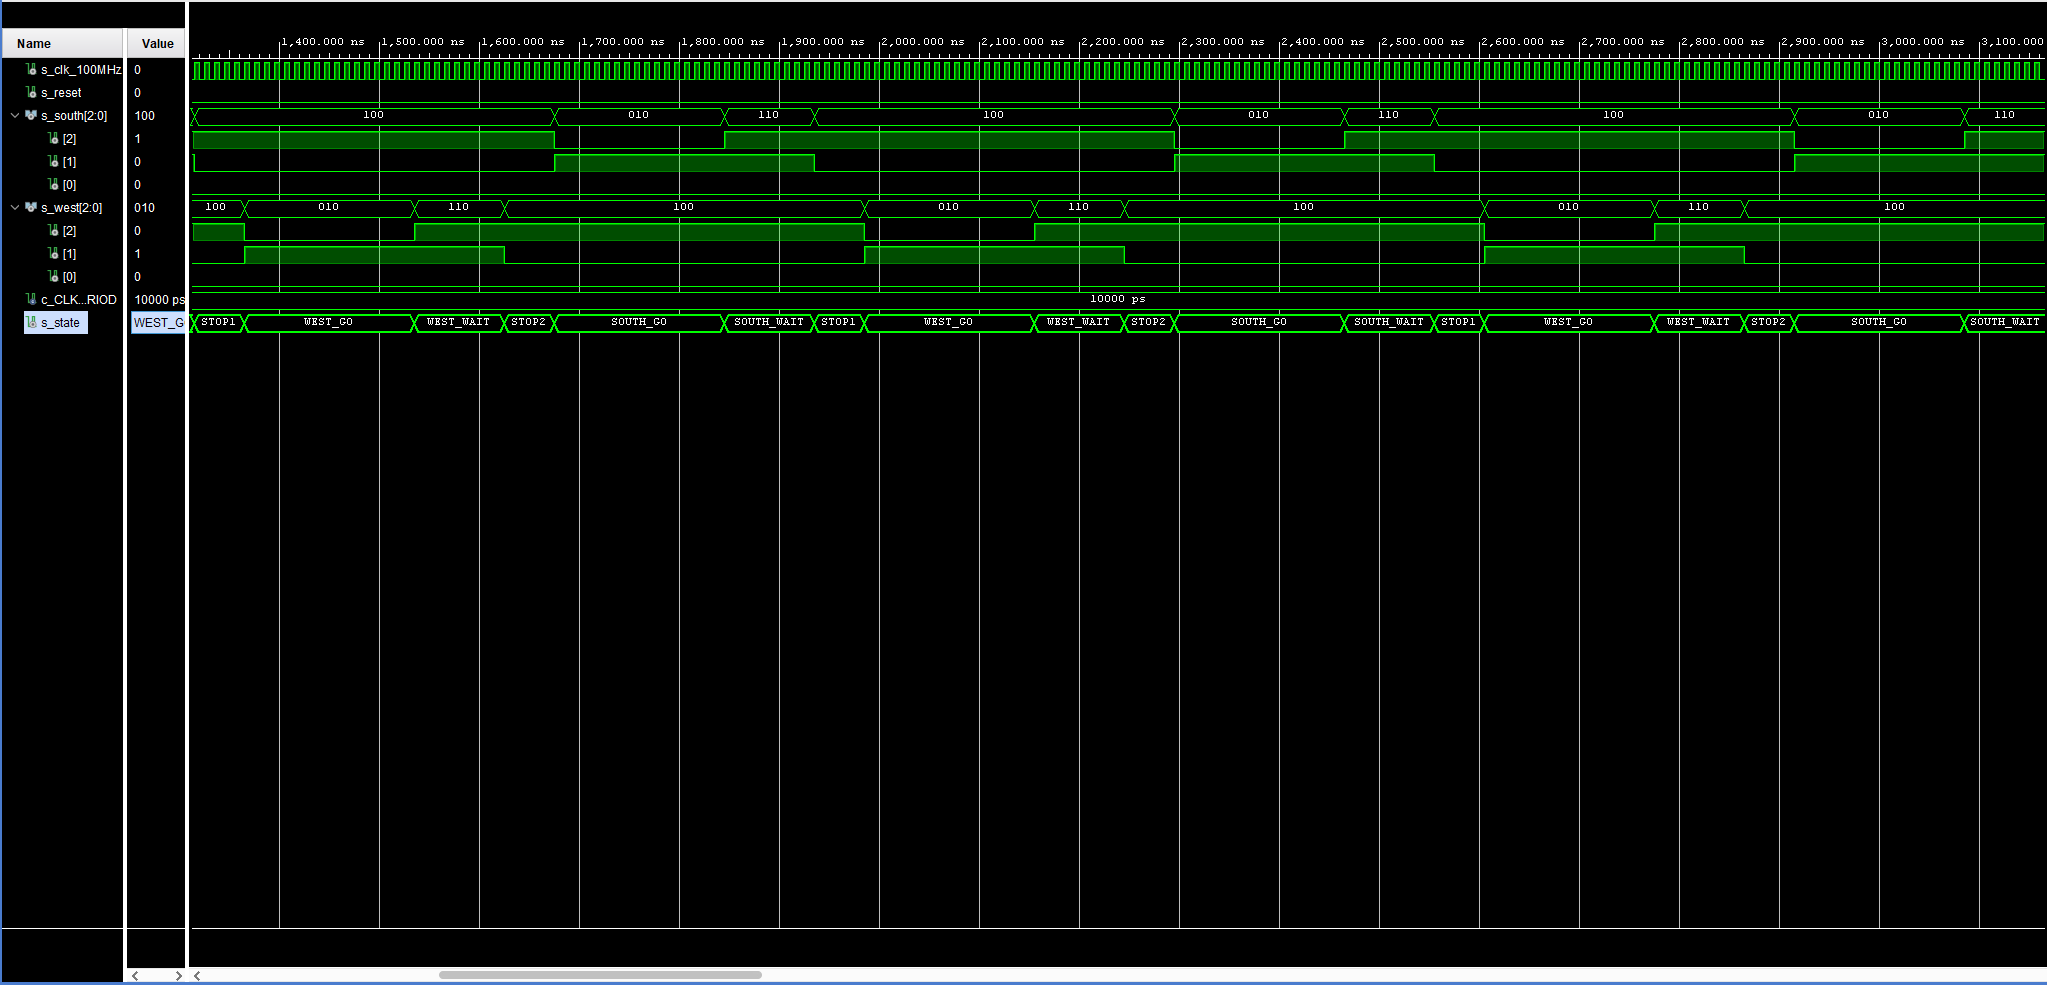 Name Value
1,400.000 ns 1,500.000 ns 1,600.000 ns 1,700.000 ns 1,800.000 ns 1,900.000 ns 2,000.000 ns 2,100.000 ns 2,200.000 ns 2,300.000 ns 2,400.000 ns 2,500.000 ns 2,600.000 ns 2,700.000 ns 2,800.000 ns 2,900.000 ns 3,000.000 ns 3,100.000
s_clk_100MHz 0
s_reset 0
s_south[2:0] 100 100 010 110 100 010 110 100 010 110
[2] 1
[1] 0
[0] 0
s_west[2:0] 010 100 010 110 100 010 110 100 010 110 100
[2] 0
[1] 1
[0] 0
c_CLK...RIOD 10000 ps 10000 ps
s_state WEST_G STOP1 WEST_GO WEST_WAIT STOP2 SOUTH_GO SOUTH_WAIT STOP1 WEST_GO WEST_WAIT STOP2 SOUTH_GO SOUTH_WAIT STOP1 WEST_GO WEST_WAIT STOP2 SOUTH_GO SOUTH_WAIT